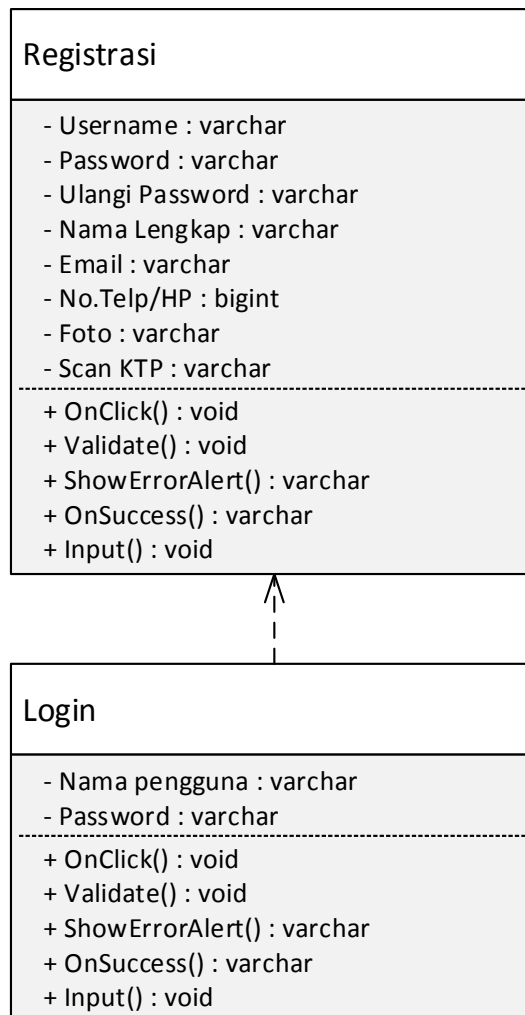 Registrasi
- Username : varchar
- Password : varchar
- Ulangi Password : varchar
- Nama Lengkap : varchar
- Email : varchar
- No.Telp/HP : bigint
- Foto : varchar
- Scan KTP : varchar
+ OnClick() : void
+ Validate() : void
+ ShowErrorAlert() : varchar
+ OnSuccess() : varchar
+ Input() : void
Login
- Nama pengguna : varchar
- Password : varchar
+ OnClick() : void
+ Validate() : void
+ ShowErrorAlert() : varchar
+ OnSuccess() : varchar
+ Input() : void